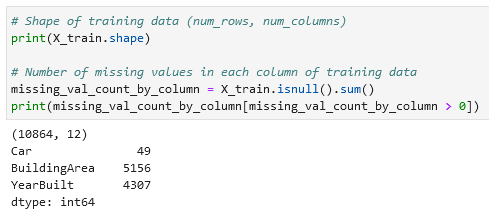 # Shape of training data (num_rows, num_columns)
print(X_train.shape)
# Number of missing values in each column of training data
missing_val_count_by_column = X_train.isnull().sum()
print(missing_val_count_by_column[missing_val_count_by_column > 0])
(10864, 12)
Car 49
BuildingArea 5156
YearBuilt 4307
dtype: int64